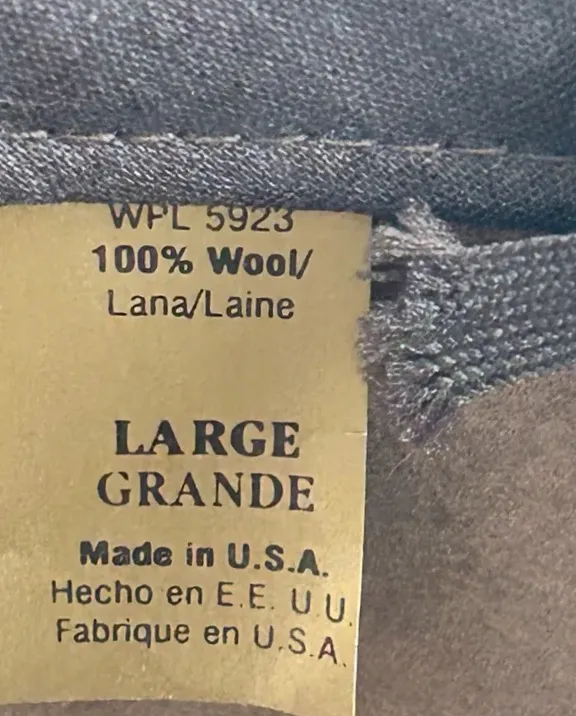 WPL 5923
100% Wool/
Lana/Laine
LARGE
GRANDE
Made in U.S.A.
Hecho en E.E. U.U.
Fabrique en U.S.A.